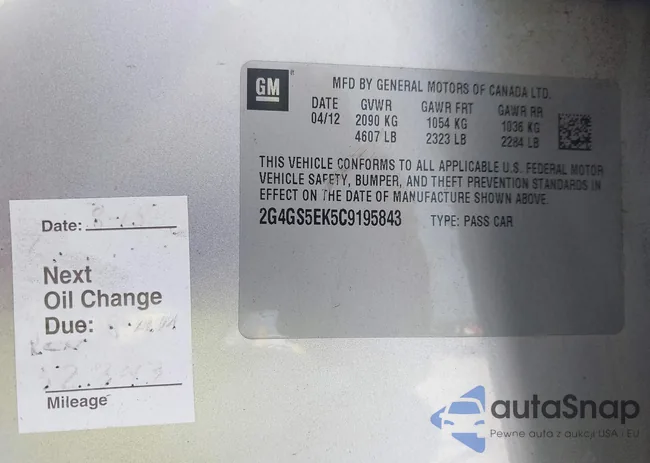 GM
MFD BY GENERAL MOTORS OF CANADA LTD.
DATE GVWR GAWR FRT GAWR RR
04/12 2090 KG 1054 KG 1036 KG
4607 LB 2323 LB 2284 LB
THIS VEHICLE CONFORMS TO ALL APPLICABLE U.S. FEDERAL MOTOR
VEHICLE SAFETY, BUMPER, AND THEFT PREVENTION STANDARDS IN
EFFECT ON THE DATE OF MANUFACTURE SHOWN ABOVE.
2G4GS5EK5C9195843 TYPE: PASS CAR
Date:
Next
Oil Change
Due:
Mileage
autaSnap
Pewne auta z aukcji USA i EU